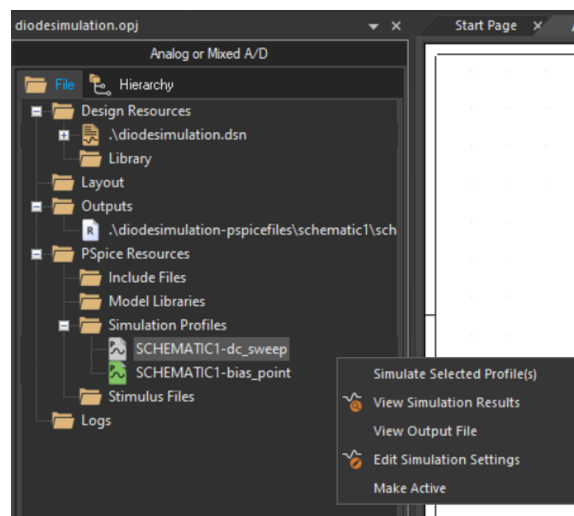 diodesimulation.opj
Start Page
Analog or Mixed A/D
File Hierarchy
Design Resources
.\diodesimulation.dsn
Library
Layout
Outputs
.\diodesimulation-pspicefiles\schematic1\sch
PSpice Resources
Include Files
Model Libraries
Simulation Profiles
SCHEMATIC1-dc_sweep
SCHEMATIC1-bias_point
Stimulus Files
Logs
Simulate Selected Profile(s)
View Simulation Results
View Output File
Edit Simulation Settings
Make Active